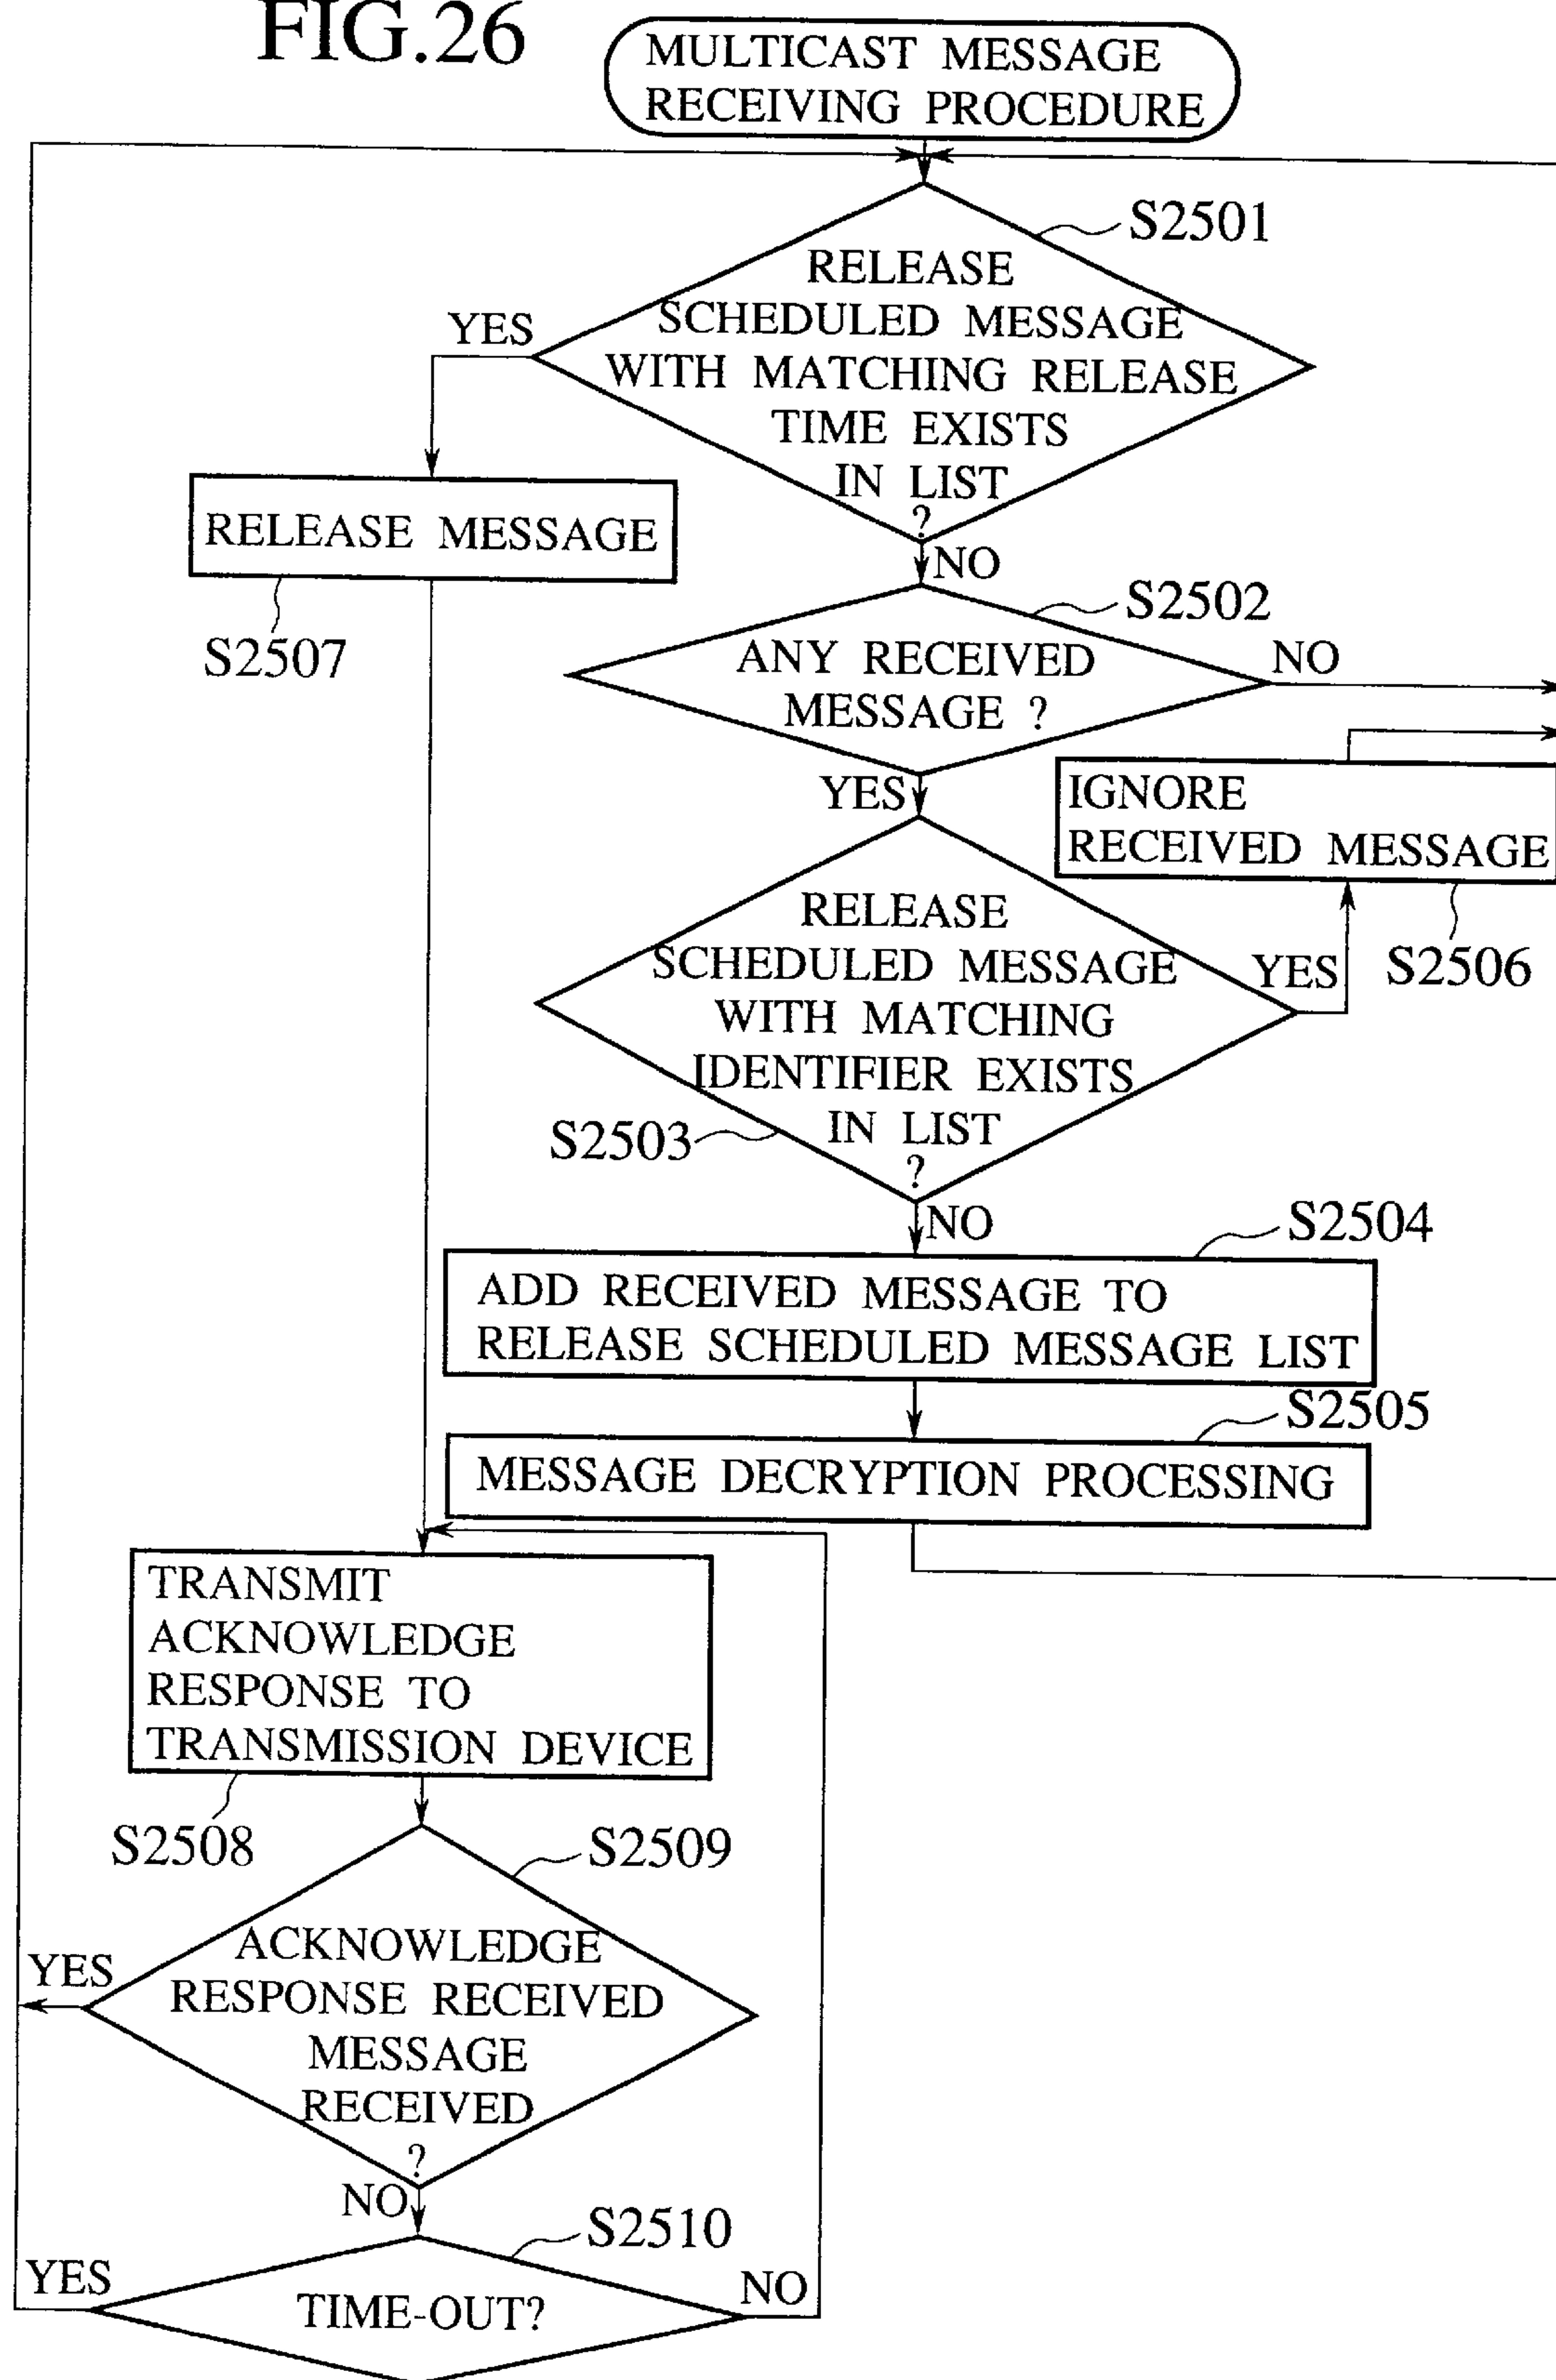 FIG.26
MULTICAST MESSAGE
RECEIVING PROCEDURE
S2501
RELEASE
SCHEDULED MESSAGE
WITH MATCHING RELEASE
TIME EXISTS
IN LIST
?
YES
RELEASE MESSAGE
S2507
NO
S2502
ANY RECEIVED
MESSAGE ?
NO
YES
IGNORE
RECEIVED MESSAGE
S2506
RELEASE
SCHEDULED MESSAGE
WITH MATCHING
IDENTIFIER EXISTS
IN LIST
?
YES
S2503
NO
S2504
ADD RECEIVED MESSAGE TO
RELEASE SCHEDULED MESSAGE LIST
S2505
MESSAGE DECRYPTION PROCESSING
TRANSMIT
ACKNOWLEDGE
RESPONSE TO
TRANSMISSION DEVICE
S2508
S2509
ACKNOWLEDGE
RESPONSE RECEIVED
MESSAGE
RECEIVED
?
YES
NO
S2510
YES
TIME-OUT?
NO